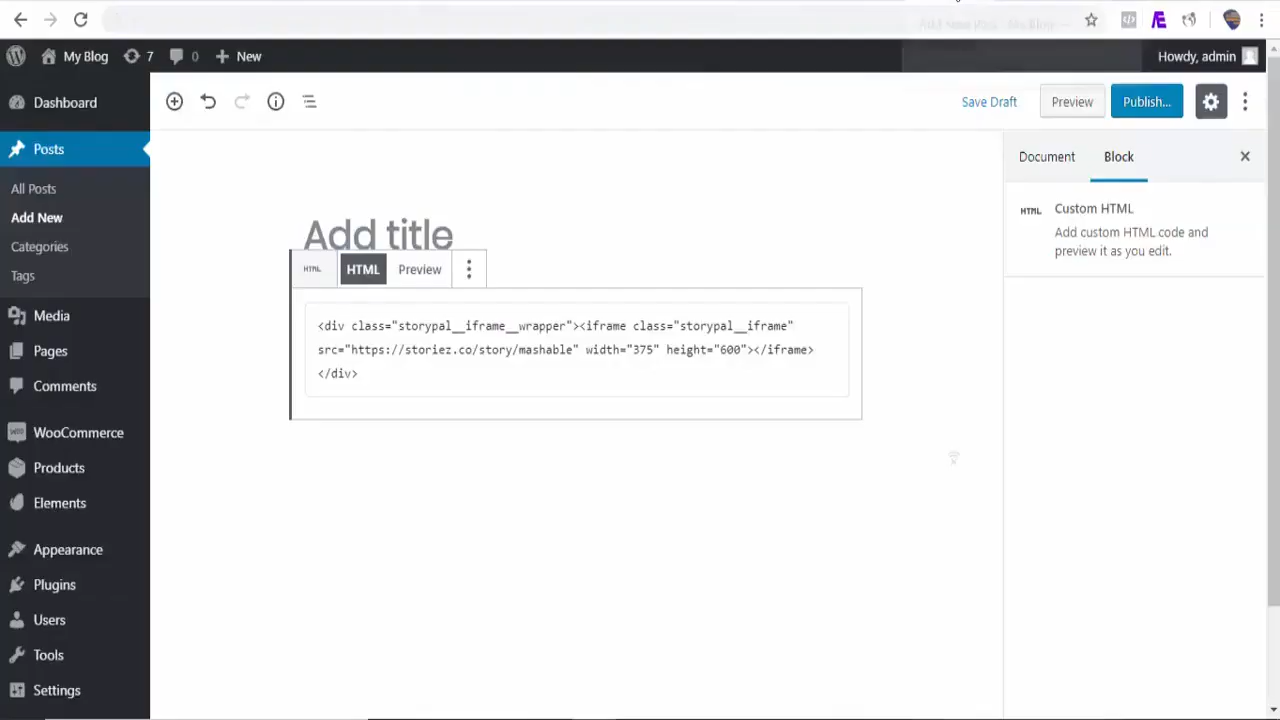 My Blog
7
0
New
Howdy, admin
Dashboard
Posts
All Posts
Add New
Categories
Tags
Media
Pages
Comments
WooCommerce
Products
Elements
Appearance
Plugins
Users
Tools
Settings
Save Draft
Preview
Publish...
Add title
HTML
HTML
Preview
<div class="storypal__iframe__wrapper"><iframe class="storypal__iframe"
src="https://storiez.co/story/mashable" width="375" height="600"></iframe>
</div>
Document
Block
HTML
Custom HTML
Add custom HTML code and
preview it as you edit.